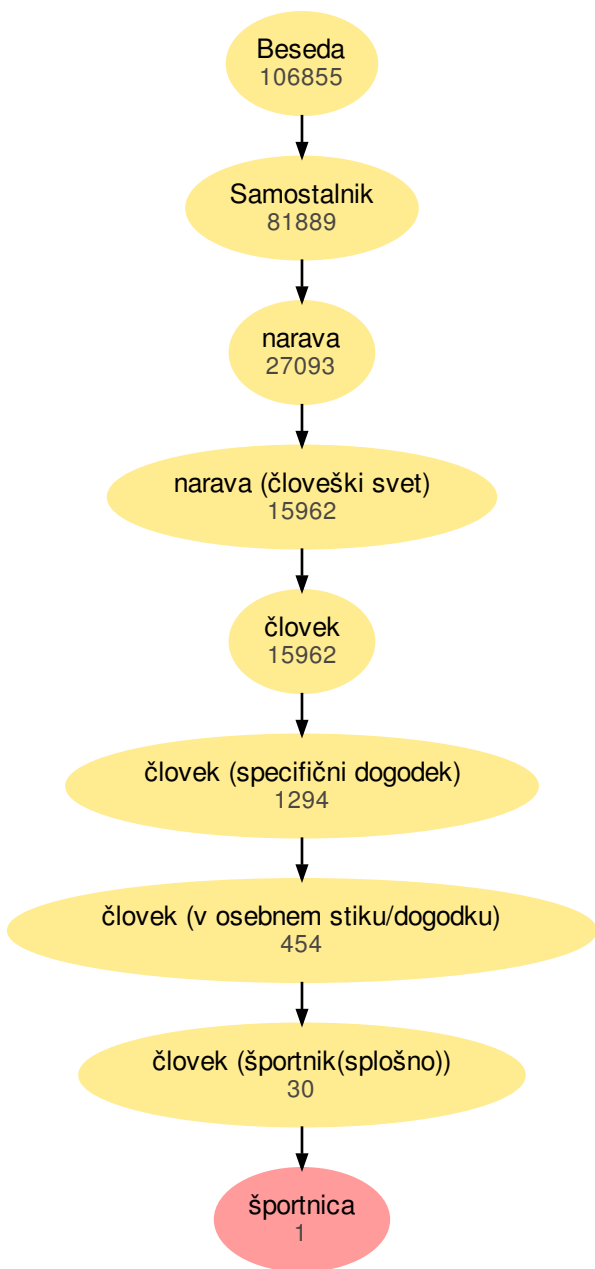 Beseda
106855
Samostalnik
81889
narava
27093
narava (človeški svet)
15962
človek
15962
človek (specifični dogodek)
1294
človek (v osebnem stiku/dogodku)
454
človek (športnik(splošno))
30
športnica
1